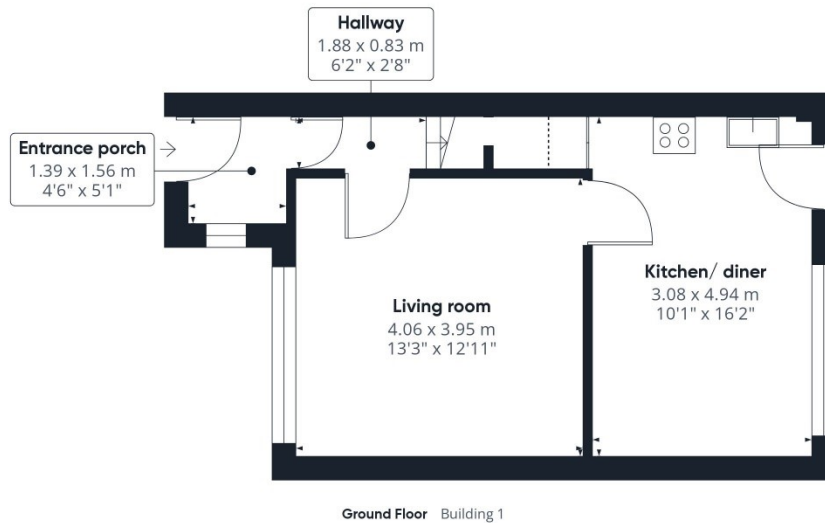 Hallway
1.88 x 0.83 m
6'2" x 2'8"
Entrance porch
1.39 x 1.56 m
4'6" x 5'1"
Living room
4.06 x 3.95 m
13'3" x 12'11"
Kitchen/ diner
3.08 x 4.94 m
10'1" x 16'2"
Ground Floor Building 1